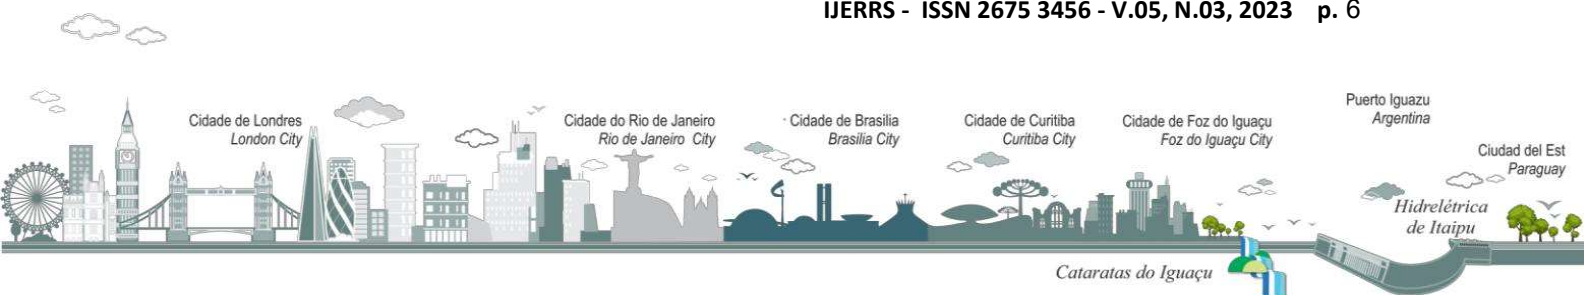 IJERRS - ISSN 2675 3456 - V.05, N.03, 2023 p. 6
Cidade de Londres
London City
Cidade do Rio de Janeiro
Rio de Janeiro City
Cidade de Brasilia
Brasilia City
Cidade de Curitiba
Curitiba City
Cidade de Foz do Iguaçu
Foz do Iguaçu City
Puerto Iguazu
Argentina
Ciudad del Est
Paraguay
Hidrelétrica
de Itaipu
Cataratas do Iguaçu